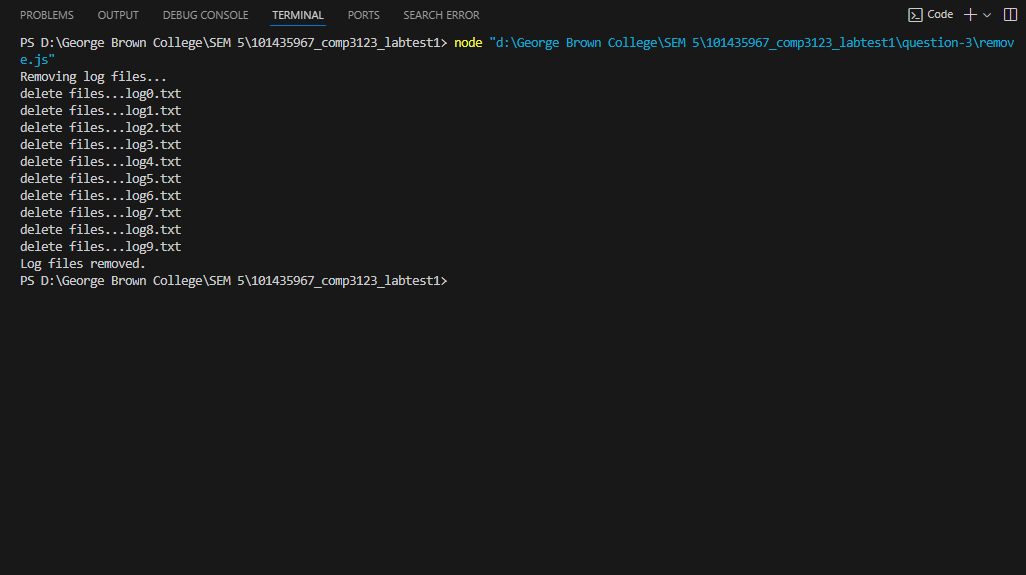 PROBLEMS OUTPUT DEBUG CONSOLE TERMINAL PORTS SEARCH ERROR Code
PS D:\George Brown College\SEM 5\101435967_comp3123_labtest1> node "d:\George Brown College\SEM 5\101435967_comp3123_labtest1\question-3\remov
e.js"
Removing log files...
delete files...log0.txt
delete files...log1.txt
delete files...log2.txt
delete files...log3.txt
delete files...log4.txt
delete files...log5.txt
delete files...log6.txt
delete files...log7.txt
delete files...log8.txt
delete files...log9.txt
Log files removed.
PS D:\George Brown College\SEM 5\101435967_comp3123_labtest1>